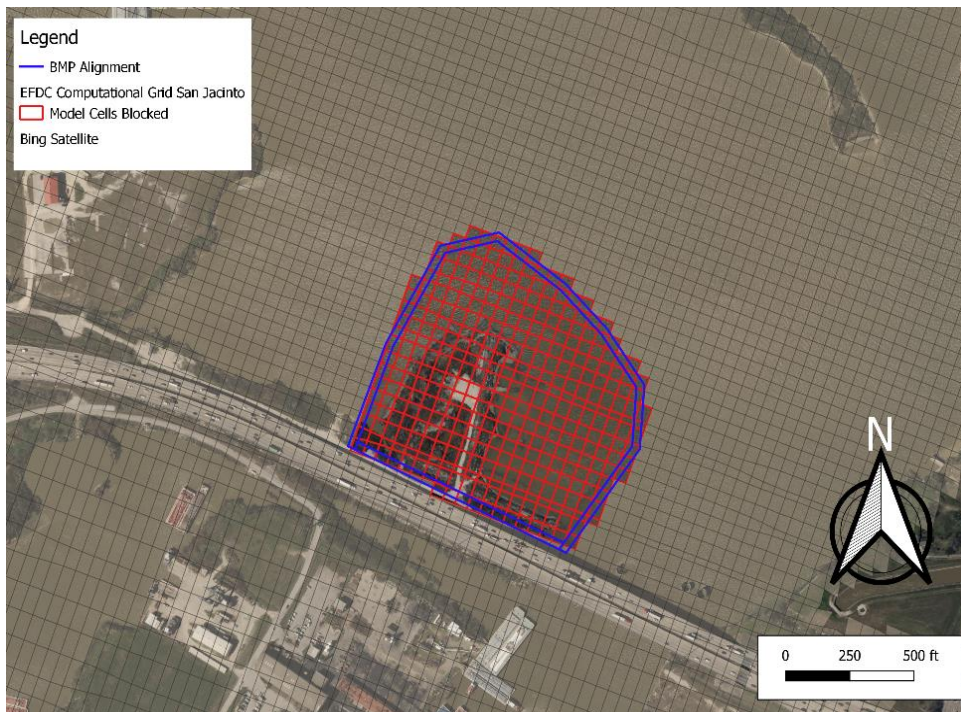 Legend
BMP Alignment
EFDC Computational Grid San Jacinto
Model Cells Blocked
Bing Satellite
N
0 250 500 ft